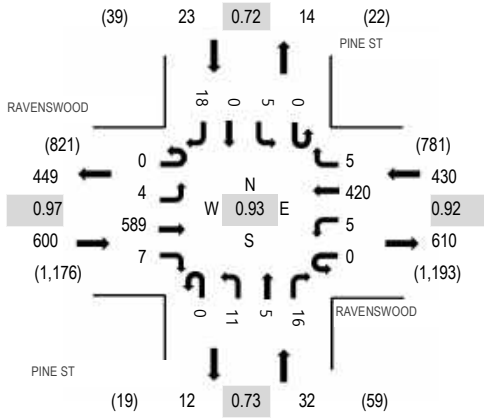 (39) 23 0.72 14 (22)
PINE ST
18 0 5 0
RAVENSWOOD
(821) 0 5 (781)
449 4 420 430
N
0.97 W 0.93 E 0.92
589 5
S
600 7 0 610
(1,176) (1,193)
0 11 5 16
RAVENSWOOD
PINE ST
(19) 12 0.73 32 (59)